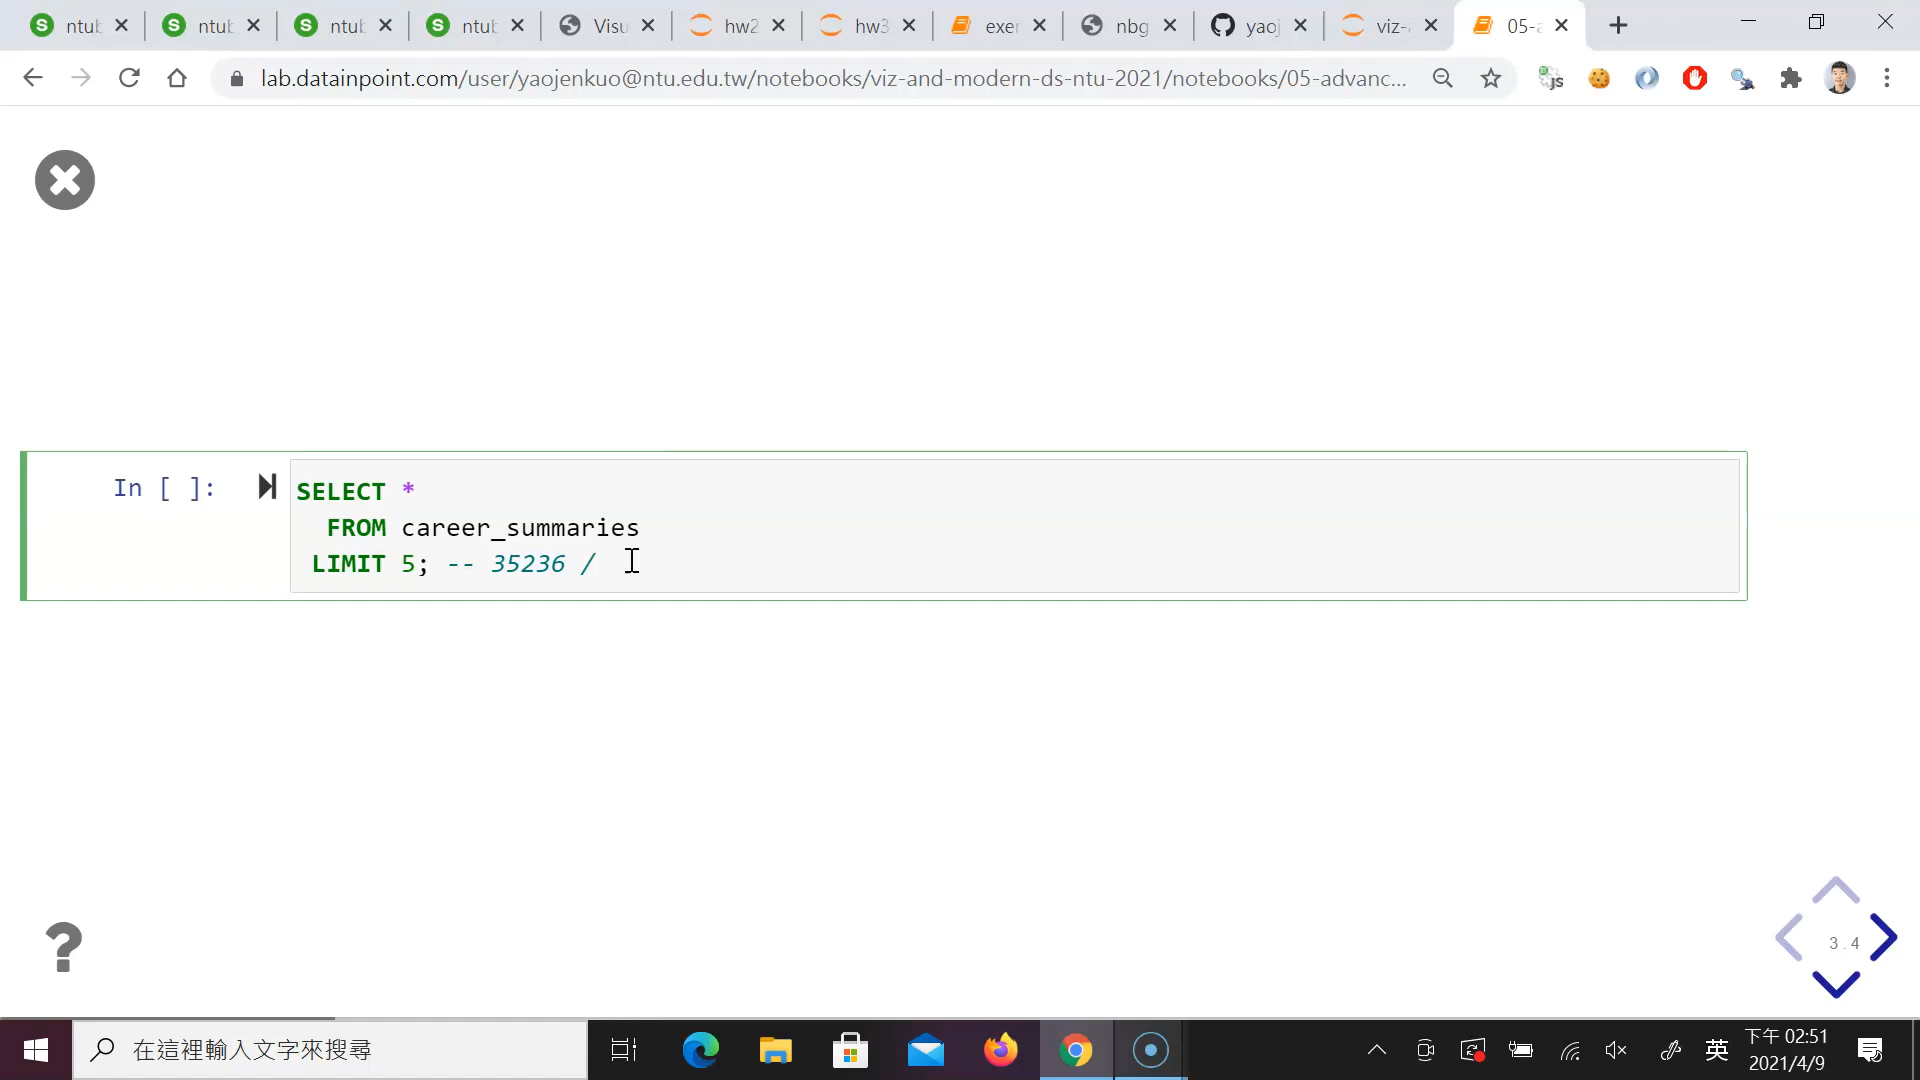 ntub
ntub
ntub
ntub
Visu
hw2
hw3
exer
nbg
yaoj
viz-
05-a
lab.datainpoint.com/user/yaojenkuo@ntu.edu.tw/notebooks/viz-and-modern-ds-ntu-2021/notebooks/05-advanc...
JS
In [ ]:
SELECT *
FROM career_summaries
LIMIT 5; -- 35236 /
?
3.4
在這裡輸入文字來搜尋
英
下午 02:51
2021/4/9